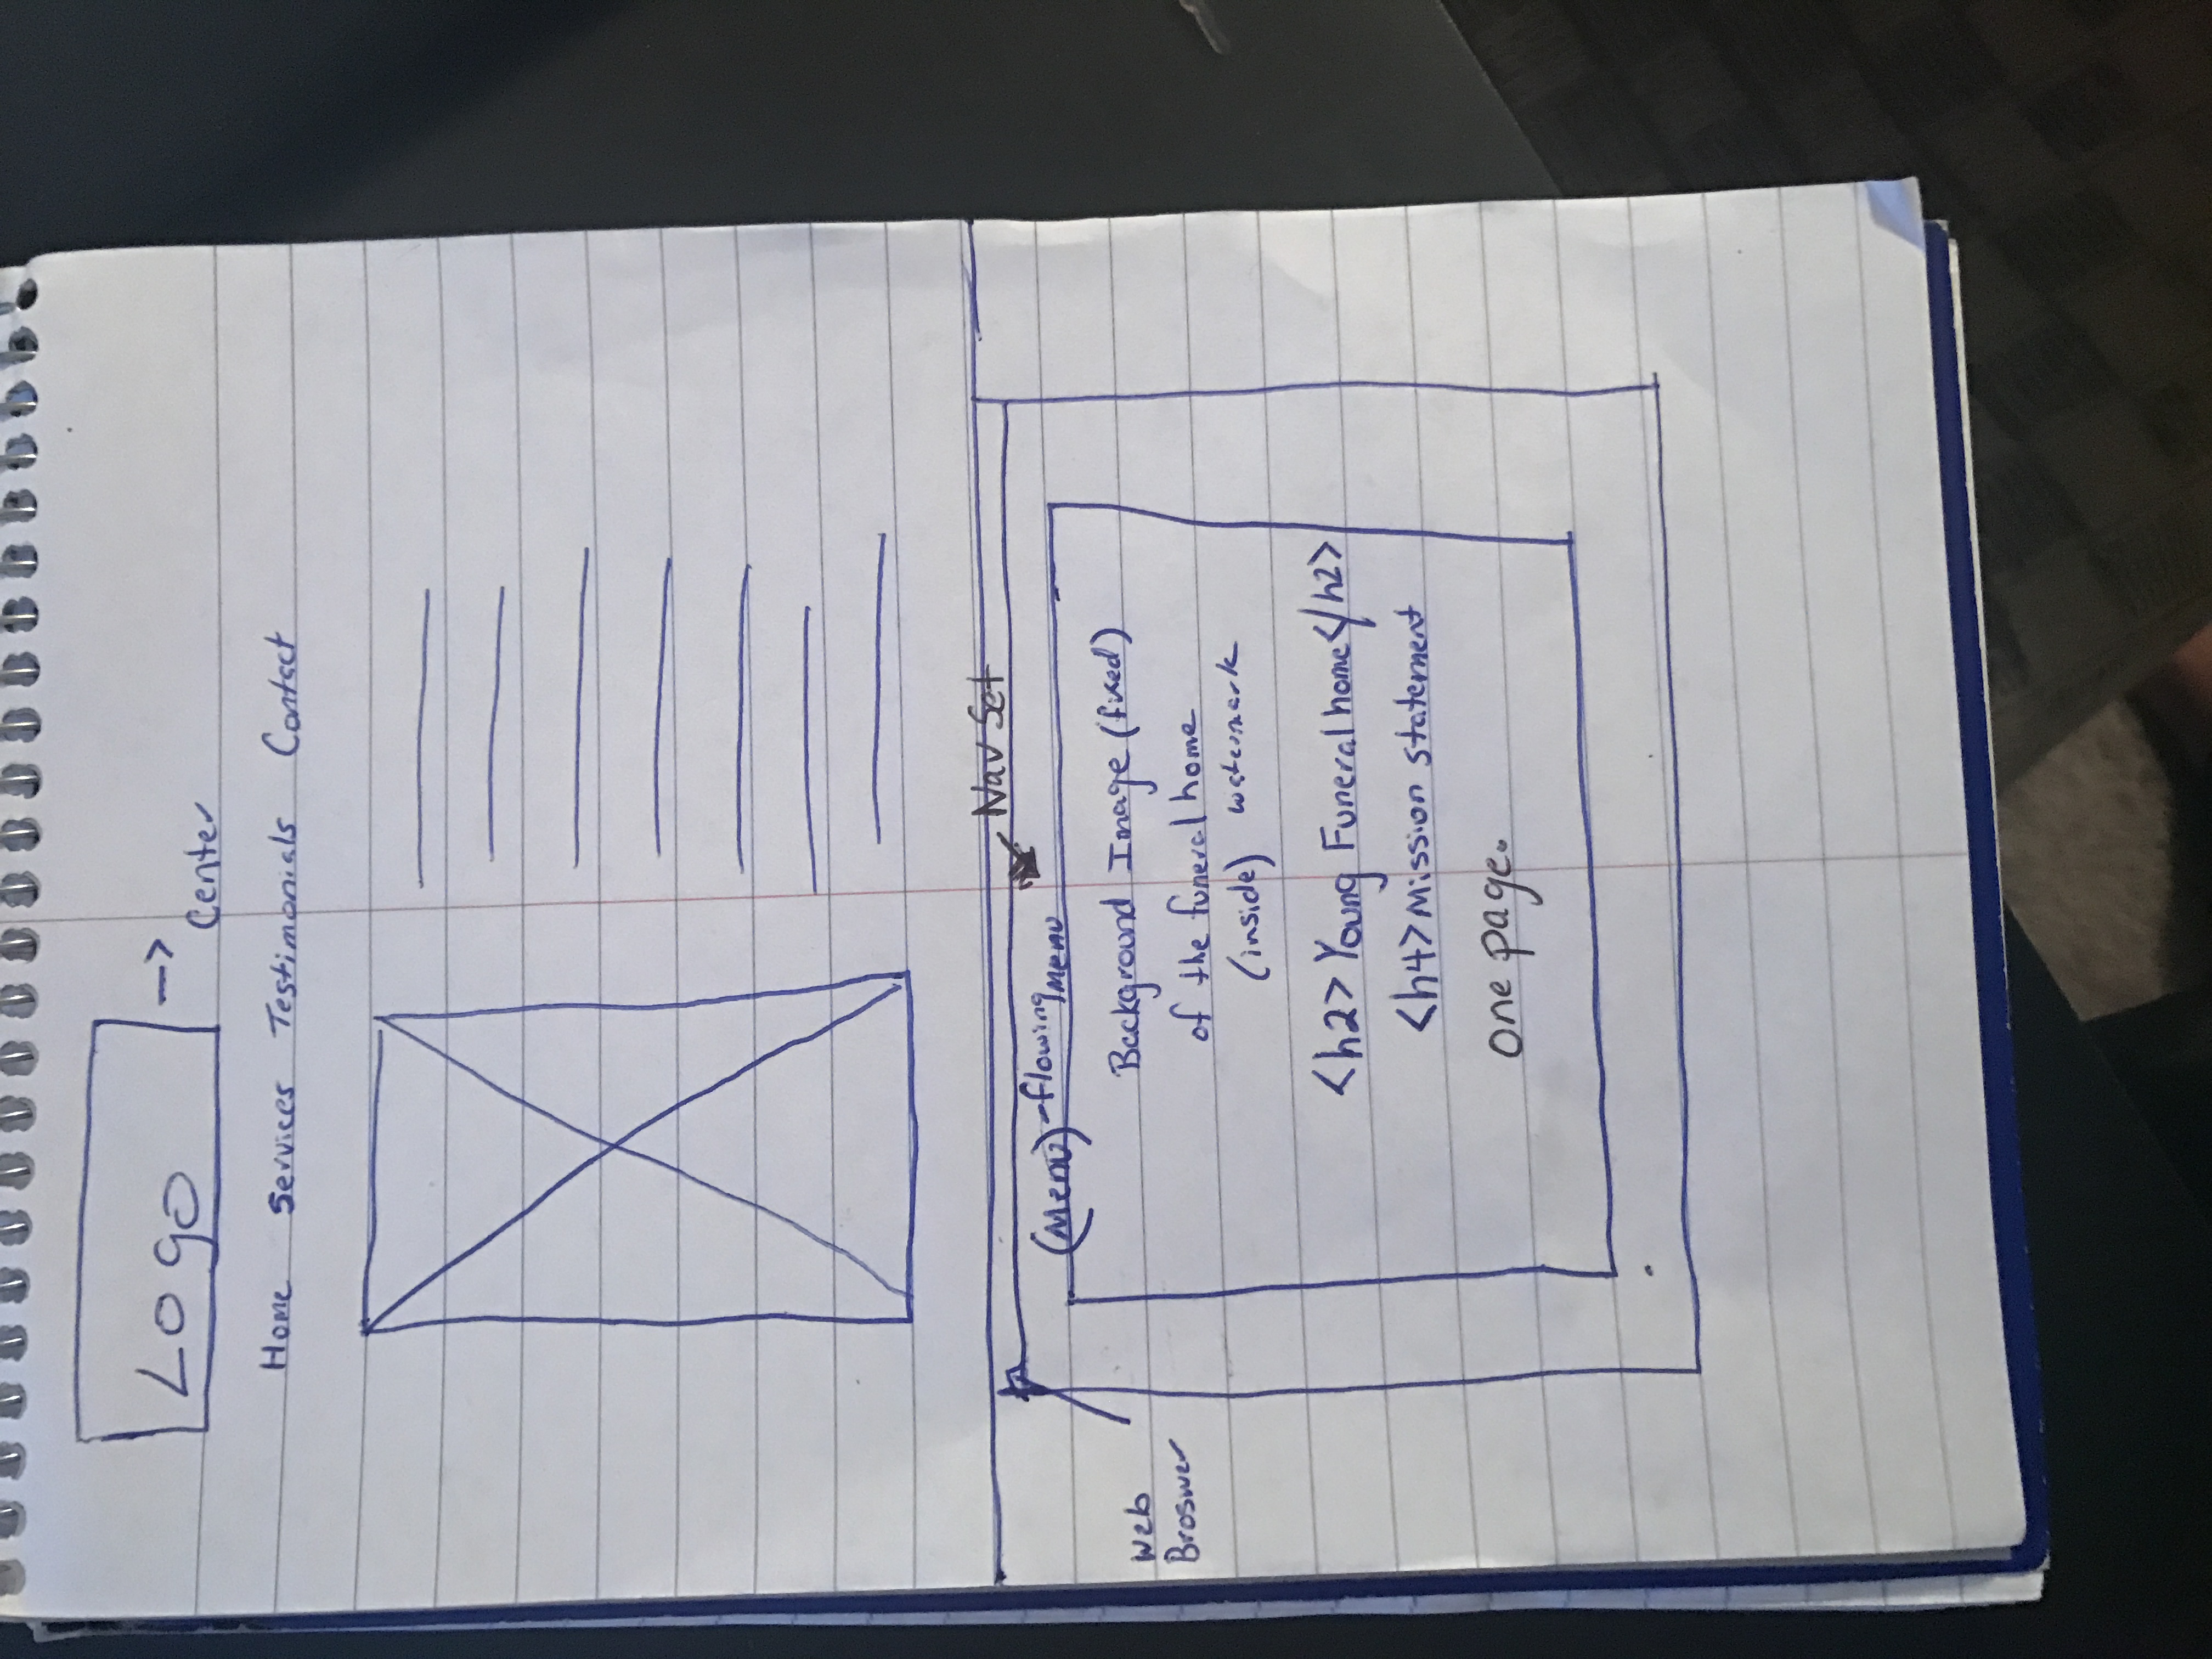 Logo
-> Center
Home Services Testimonials Contact
Nav Set
(Menu) - flowing menu
Web
Broswer
Background Image (fixed)
of the funeral home
(inside) watermark
<h2> Young Funeral home </h2>
<h4> Mission statement
one page.